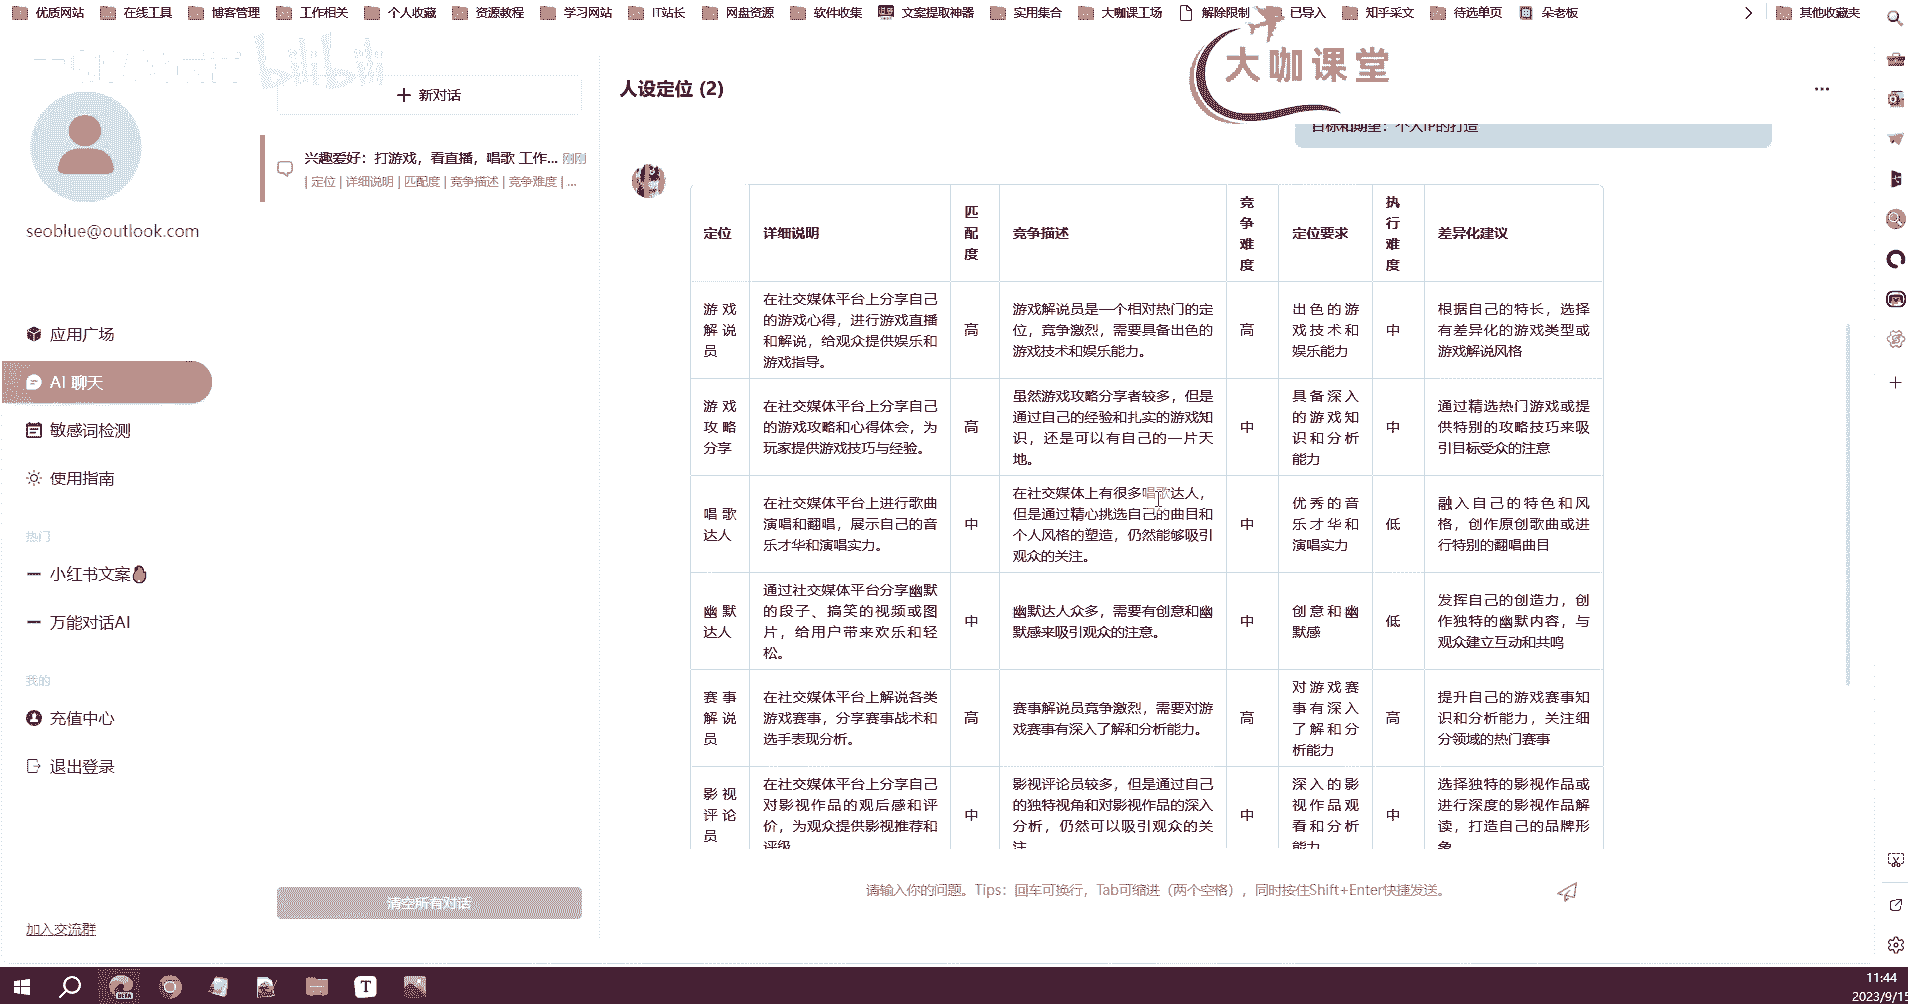 优质网站 在线工具 博客管理 工作相关 个人收藏 资源教程 学习网站 IT站长 网盘资源 软件收集 文案提取神器 实用集合 大咖课工场 解除限制 已导入 知乎采文 待选单页 朵老板 其他收藏夹
大咖课堂
bilibili
seoblue@outlook.com
应用广场
AI 聊天
敏感词检测
使用指南
热门
小红书文案
万能对话AI
我的
充值中心
退出登录
加入交流群
新对话
兴趣爱好：打游戏，看直播，唱歌 工作... 刚刚
| 定位 | 详细说明 | 匹配度 | 竞争描述 | 竞争难度 | ...
清空所有对话
人设定位 (2)
目标和期望：个人IP的打造
定位 详细说明 匹配度 竞争描述 竞争难度 定位要求 执行难度 差异化建议
游戏解说员
在社交媒体平台上分享自己
的游戏心得，进行游戏直播
和解说，给观众提供娱乐和
游戏指导。
高
游戏解说员是一个相对热门的定
位，竞争激烈，需要具备出色的
游戏技术和娱乐能力。
高
出色的游
戏技术和
娱乐能力
中
根据自己的特长，选择
有差异化的游戏类型或
游戏解说风格
游戏攻略分享
在社交媒体平台上分享自己
的游戏攻略和心得体会，为
玩家提供游戏技巧与经验。
高
虽然游戏攻略分享者较多，但是
通过自己的经验和扎实的游戏知
识，还是可以有自己的一片天
地。
中
具备深入
的游戏知
识和分析
能力
中
通过精选热门游戏或提
供特别的攻略技巧来吸
引目标受众的注意
唱歌达人
在社交媒体平台上进行歌曲
演唱和翻唱，展示自己的音
乐才华和演唱实力。
中
在社交媒体上有很多唱歌达人，
但是通过精心挑选自己的曲目和
个人风格的塑造，仍然能够吸引
观众的关注。
中
优秀的音
乐才华和
演唱实力
低
融入自己的特色和风
格，创作原创歌曲或进
行特别的翻唱曲目
幽默达人
通过社交媒体平台分享幽默
的段子、搞笑的视频或图
片，给用户带来欢乐和轻
松。
中
幽默达人众多，需要有创意和幽
默感来吸引观众的注意。
中
创意和幽
默感
低
发挥自己的创造力，创
作独特的幽默内容，与
观众建立互动和共鸣
赛事解说员
在社交媒体平台上解说各类
游戏赛事，分享赛事战术和
选手表现分析。
高
赛事解说员竞争激烈，需要对游
戏赛事有深入了解和分析能力。
高
对游戏赛
事有深入
了解和分
析能力
高
提升自己的游戏赛事知
识和分析能力，关注细
分领域的热门赛事
影视评论员
在社交媒体平台上分享自己
对影视作品的观后感和评
价，为观众提供影视推荐和
评级
中
影视评论员较多，但是通过自己
的独特视角和对影视作品的深入
分析，仍然可以吸引观众的关
注
中
深入的影
视作品观
看和分析
能力
中
选择独特的影视作品或
进行深度的影视作品解
读，打造自己的品牌形
象
请输入你的问题。Tips：回车可换行，Tab可缩进（两个空格），同时按住Shift+Enter快捷发送。
BETA
T
11:44
2023/9/15